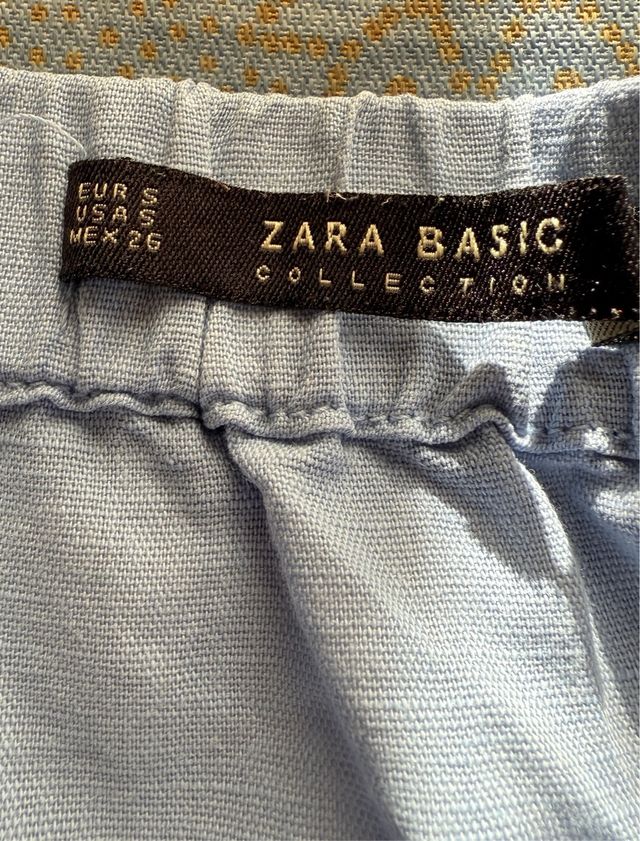 EUR S
USA S
MEX 26
ZARA BASIC
COLLECTION